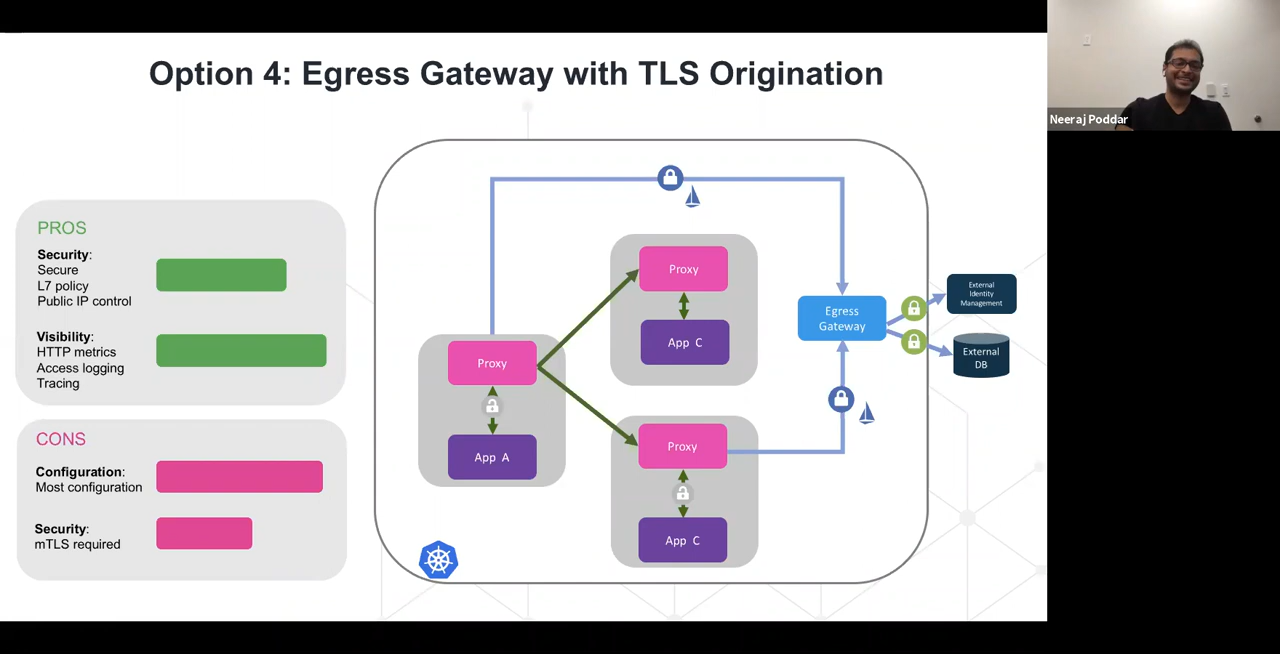 Option 4: Egress Gateway with TLS Origination
Neeraj Poddar
PROS
Security:
Secure
L7 policy
Public IP control
Visibility:
HTTP metrics
Access logging
Tracing
CONS
Configuration:
Most configuration
Security:
mTLS required
Proxy
App C
Proxy
App A
Proxy
App C
Egress
Gateway
External
Identity
Management
External
DB